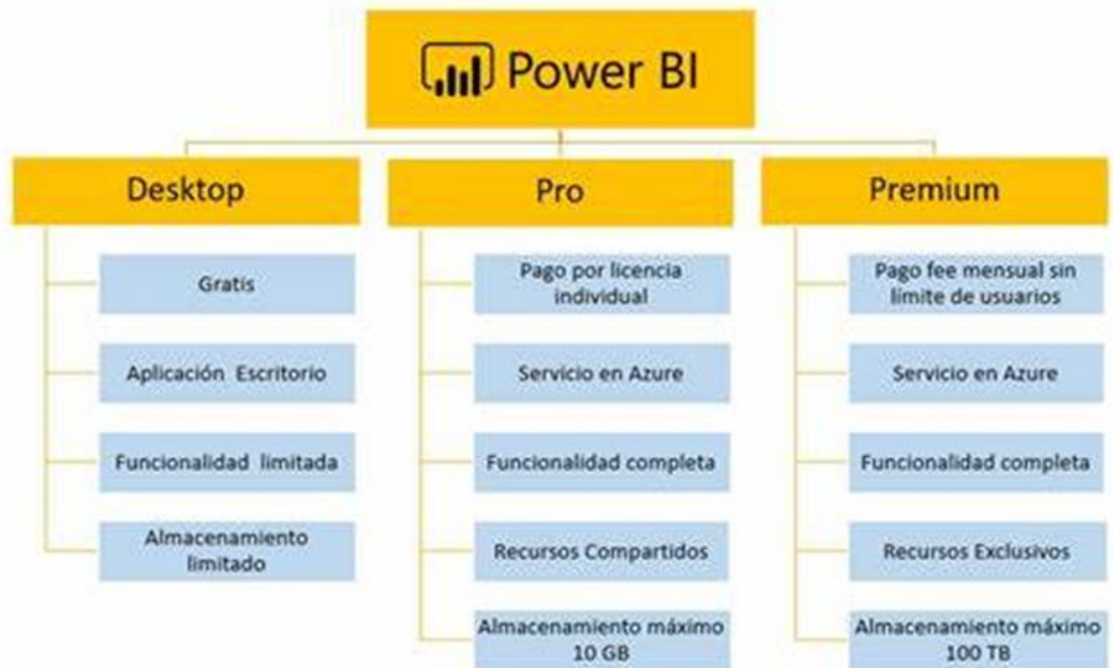 Power BI
Desktop
Gratis
Aplicación Escritorio
Funcionalidad limitada
Almacenamiento
limitado
Pro
Pago por licencia
individual
Servicio en Azure
Funcionalidad completa
Recursos Compartidos
Almacenamiento máximo
10 GB
Premium
Pago fee mensual sin
límite de usuarios
Servicio en Azure
Funcionalidad completa
Recursos Exclusivos
Almacenamiento máximo
100 TB